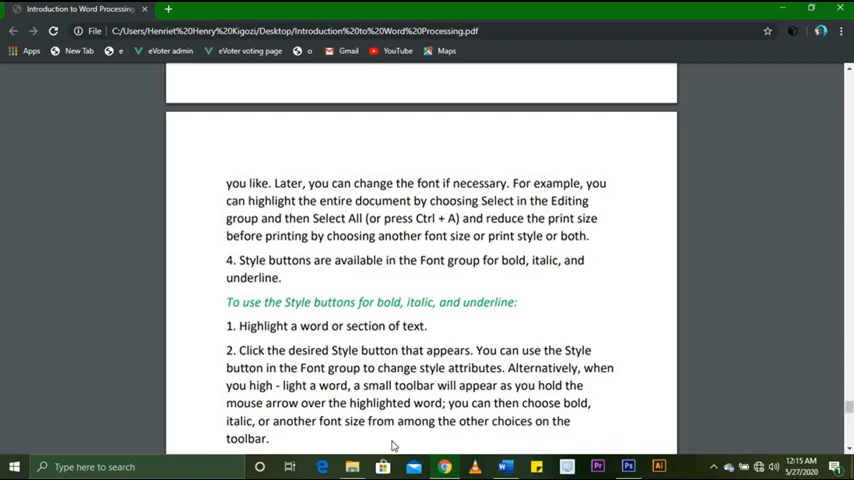 Introduction to Word Processing
File C:/Users/Henriet%20Henry%20Kigozi/Desktop/Introduction%20to%20Word%20Processing.pdf
Apps New Tab e eVoter admin eVoter voting page o Gmail YouTube Maps
you like. Later, you can change the font if necessary. For example, you
can highlight the entire document by choosing Select in the Editing
group and then Select All (or press Ctrl + A) and reduce the print size
before printing by choosing another font size or print style or both.
4. Style buttons are available in the Font group for bold, italic, and
underline.
To use the Style buttons for bold, italic, and underline:
1. Highlight a word or section of text.
2. Click the desired Style button that appears. You can use the Style
button in the Font group to change style attributes. Alternatively, when
you high - light a word, a small toolbar will appear as you hold the
mouse arrow over the highlighted word; you can then choose bold,
italic, or another font size from among the other choices on the
toolbar.
Type here to search
Pr Ps Ai
12:15 AM
5/27/2020